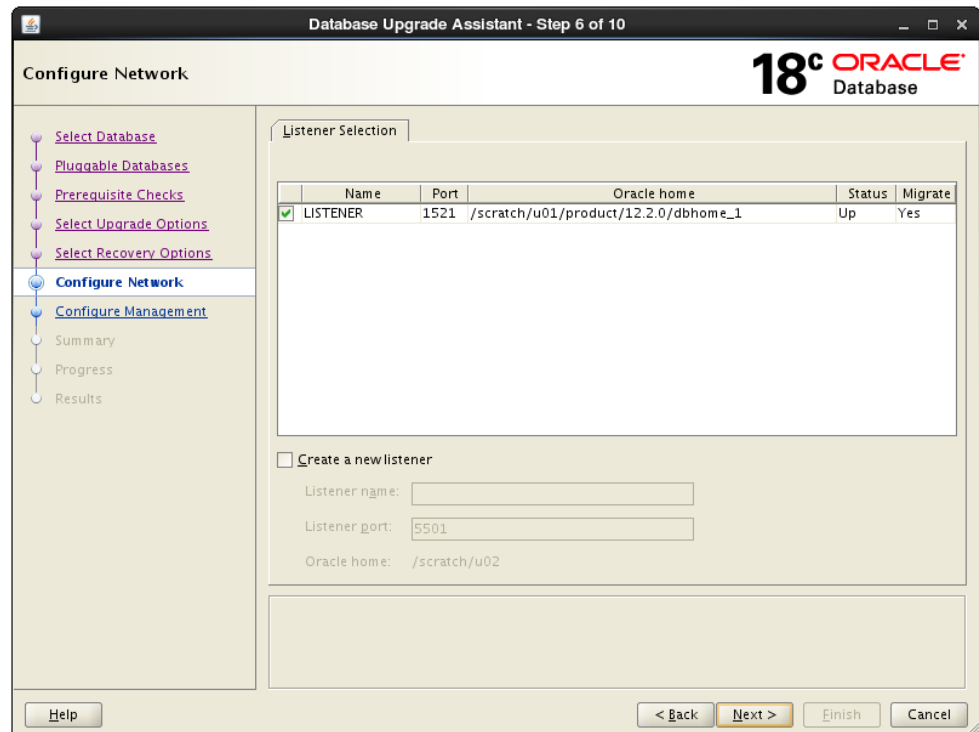 Database Upgrade Assistant - Step 6 of 10
Configure Network
18c ORACLE
Database
Select Database
Pluggable Databases
Prerequisite Checks
Select Upgrade Options
Select Recovery Options
Configure Network
Configure Management
Summary
Progress
Results
Listener Selection
Name Port Oracle home Status Migrate
LISTENER 1521 /scratch/u01/product/12.2.0/dbhome_1 Up Yes
Create a new listener
Listener name:
Listener port: 5501
Oracle home: /scratch/u02
Help < Back Next > Finish Cancel